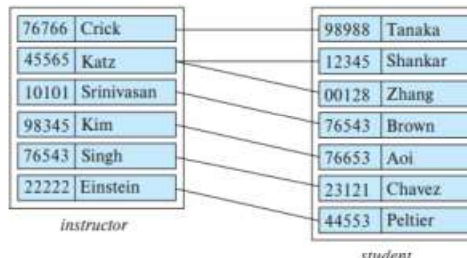 76766 Crick
45565 Katz
10101 Srinivasan
98345 Kim
76543 Singh
22222 Einstein
instructor
98988 Tanaka
12345 Shankar
00128 Zhang
76543 Brown
76653 Aoi
23121 Chavez
44553 Peltier
student